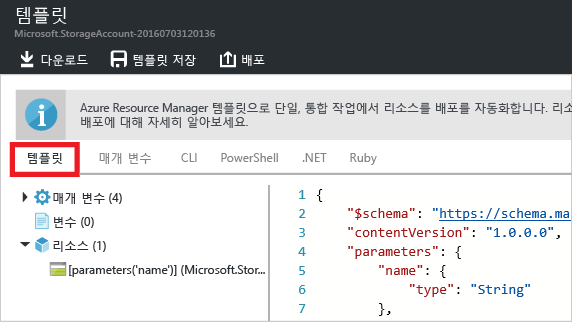 템플릿
Microsoft.StorageAccount-20160703120136
다운로드 템플릿 저장 배포
Azure Resource Manager 템플릿으로 단일, 통합 작업에서 리소스를 배포를 자동화합니다. 리소
배포에 대해 자세히 알아보세요.
템플릿 매개 변수 CLI PowerShell .NET Ruby
매개 변수 (4)
변수 (0)
리소스 (1)
[parameters('name')] (Microsoft.Stor...
1 {
2 "$schema": "https://schema.ma
3 "contentVersion": "1.0.0.0",
4 "parameters": {
5 "name": {
6 "type": "String"
7 },